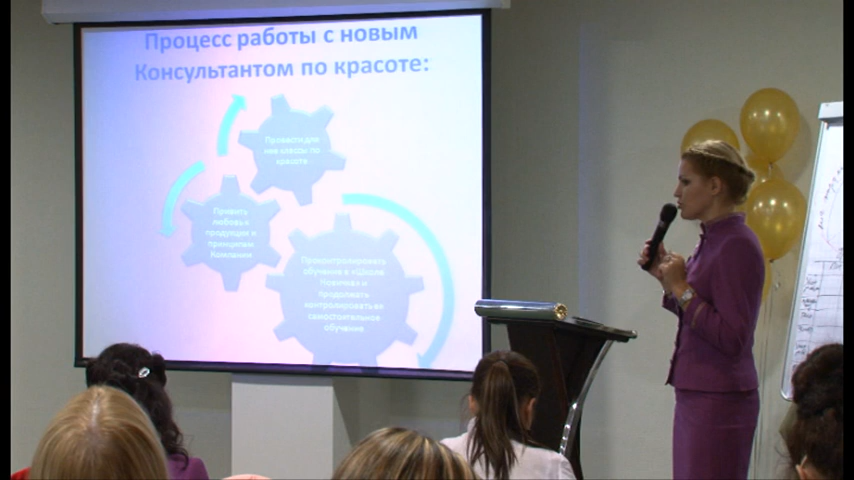 Процесс работы с новым
Консультантом по красоте:
Провести для
нее классы по
красоте
Привить
любовь к
продукции и
принципам
Компании
Проконтролировать
обучение в «Школе
Новичка» и
продолжать
контролировать ее
самостоятельное
обучение